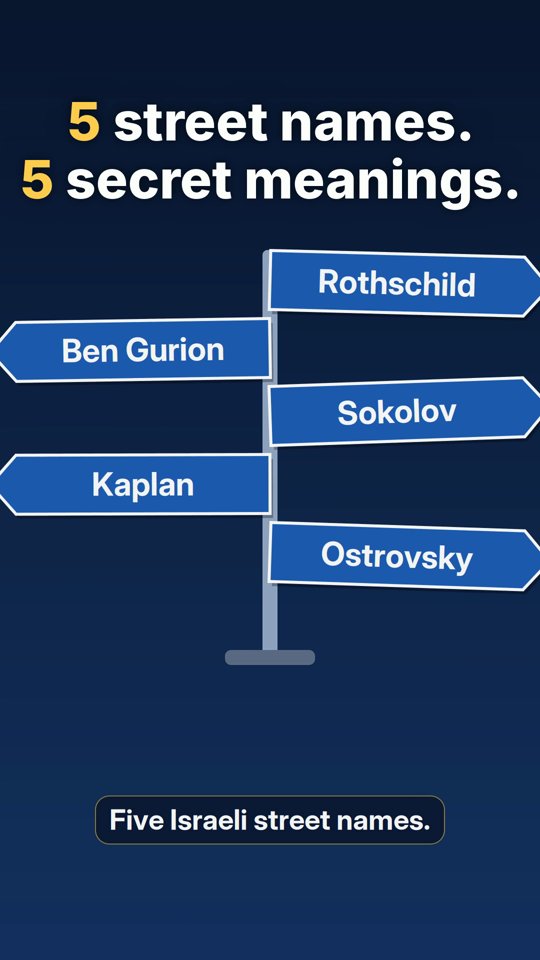 5 street names.
5 secret meanings.
Rothschild
Ben Gurion
Sokolov
Kaplan
Ostrovsky
Five Israeli street names.